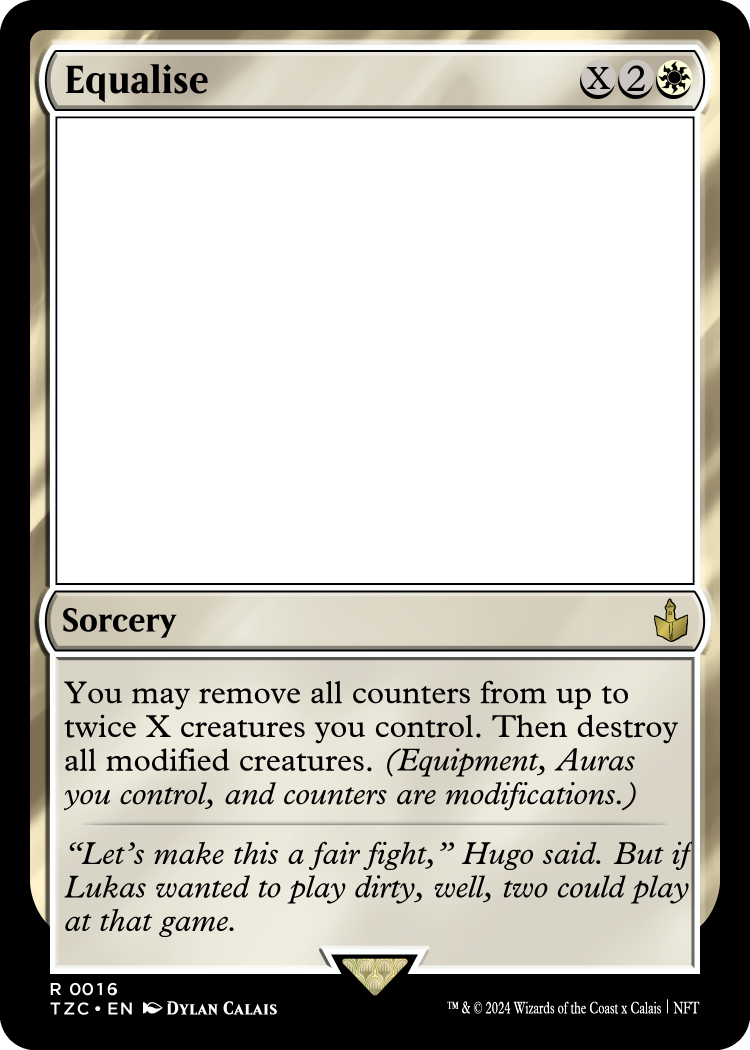 Equalise X 2
Sorcery
You may remove all counters from up to
twice X creatures you control. Then destroy
all modified creatures. (Equipment, Auras
you control, and counters are modifications.)
“Let’s make this a fair fight,” Hugo said. But if
Lukas wanted to play dirty, well, two could play
at that game.
R 0016
TZC • EN DYLAN CALAIS
™ & © 2024 Wizards of the Coast x Calais | NFT